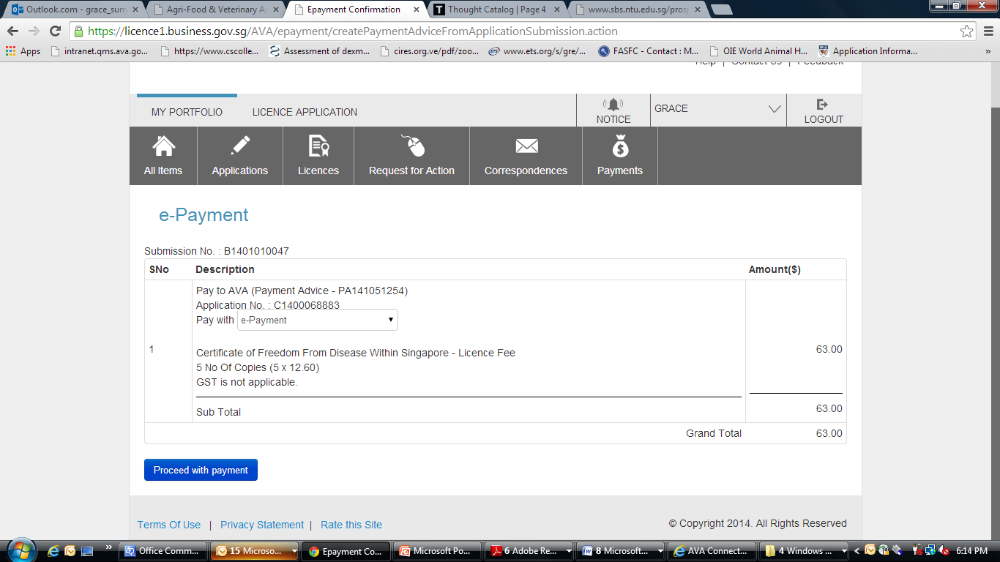 Outlook.com - grace_sum
Agri-Food & Veterinary Au
Epayment Confirmation
Thought Catalog | Page 4
www.sbs.ntu.edu.sg/prosp
https://licence1.business.gov.sg/AVA/epayment/createPaymentAdviceFromApplicationSubmission.action
Apps
intranet.qms.ava.go...
https://www.cscolle...
Assessment of dexm...
cires.org.ve/pdf/zoo...
www.ets.org/s/gre/...
FASFC - Contact : M...
OIE World Animal H...
Application Informa...
»
Help | Contact Us | Feedback
MY PORTFOLIO
LICENCE APPLICATION
NOTICE
GRACE
LOGOUT
All Items
Applications
Licences
Request for Action
Correspondences
Payments
e-Payment
Submission No. : B1401010047
SNo Description Amount($)
Pay to AVA (Payment Advice - PA141051254)
Application No. : C1400068883
Pay with e-Payment
1 63.00
Certificate of Freedom From Disease Within Singapore - Licence Fee
5 No Of Copies (5 x 12.60)
GST is not applicable.
Sub Total 63.00
Grand Total 63.00
Proceed with payment
Terms Of Use | Privacy Statement | Rate this Site
© Copyright 2014. All Rights Reserved
»
Office Comm...
15 Microso...
Epayment Co...
Microsoft Po...
6 Adobe Re...
8 Microsoft...
AVA Connect...
4 Windows ...
6:14 PM